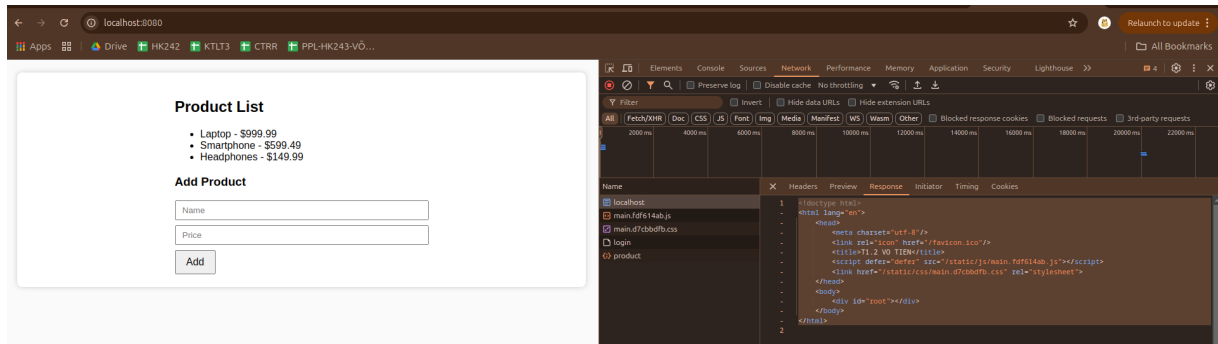 localhost:8080
Relaunch to update
Apps Drive HK242 KTLT3 CTRR PPL-HK243-VÕ...
All Bookmarks
Product List
Laptop - $999.99
Smartphone - $599.49
Headphones - $149.99
Add Product
Name
Price
Add
Elements Console Sources Network Performance Memory Application Security Lighthouse 4
Preserve log Disable cache No throttling
Filter Invert Hide data URLs Hide extension URLs
All Fetch/XHR Doc CSS JS Font Img Media Manifest WS Wasm Other Blocked response cookies Blocked requests 3rd-party requests
2000 ms 4000 ms 6000 ms 8000 ms 10000 ms 12000 ms 14000 ms 16000 ms 18000 ms 20000 ms 22000 ms
Name
localhost
main.fdf614ab.js
main.d7cbbdfb.css
login
product
Headers Preview Response Initiator Timing Cookies
1 <!doctype html>
- <html lang="en">
- <head>
- <meta charset="utf-8"/>
- <link rel="icon" href="/favicon.ico"/>
- <title>T1.2 VO TIEN</title>
- <script defer="defer" src="/static/js/main.fdf614ab.js"></script>
- <link href="/static/css/main.d7cbbdfb.css" rel="stylesheet">
- </head>
- <body>
- <div id="root"></div>
- </body>
- </html>
2